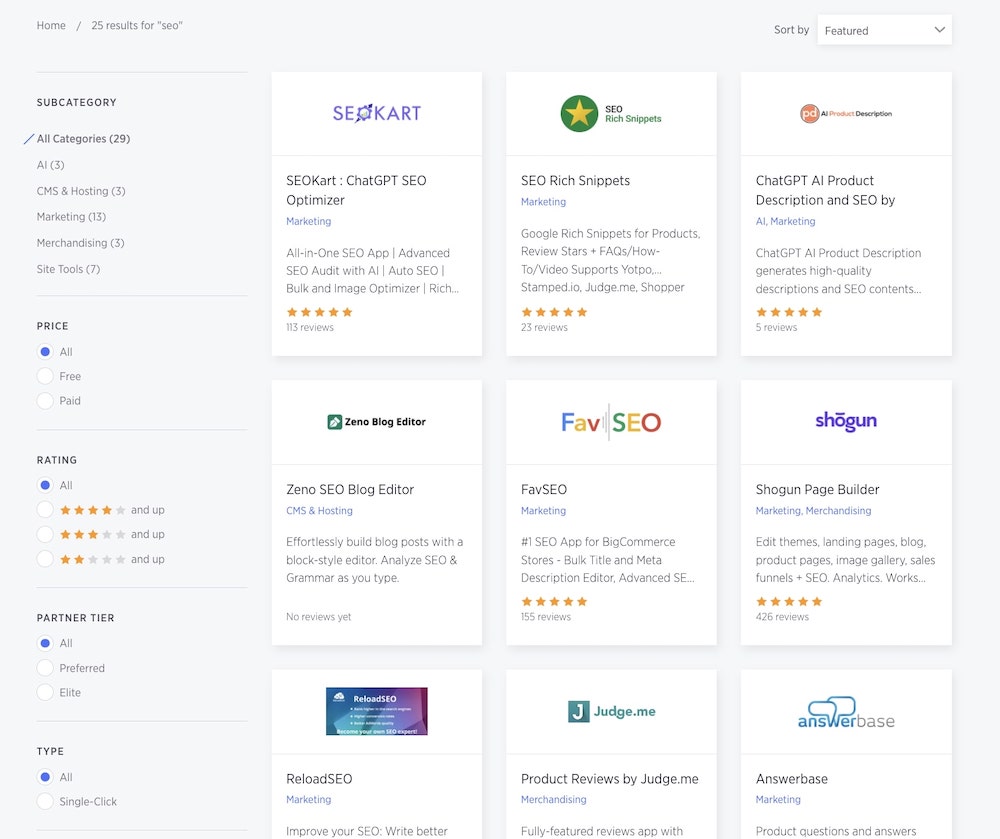 Home / 25 results for "seo"
Sort by Featured
SUBCATEGORY
All Categories (29)
AI (3)
CMS & Hosting (3)
Marketing (13)
Merchandising (3)
Site Tools (7)
PRICE
All
Free
Paid
RATING
All
and up
and up
and up
PARTNER TIER
All
Preferred
Elite
TYPE
All
Single-Click
SEOKART
SEOKart : ChatGPT SEO
Optimizer
Marketing
All-in-One SEO App | Advanced
SEO Audit with AI | Auto SEO |
Bulk and Image Optimizer | Rich...
113 reviews
SEO
Rich Snippets
SEO Rich Snippets
Marketing
Google Rich Snippets for Products,
Review Stars + FAQs/How-
To/Video Supports Yotpo,...
Stamped.io, Judge.me, Shopper
23 reviews
pd AI Product Description
ChatGPT AI Product
Description and SEO by
AI, Marketing
ChatGPT AI Product Description
generates high-quality
descriptions and SEO contents...
5 reviews
Zeno Blog Editor
Zeno SEO Blog Editor
CMS & Hosting
Effortlessly build blog posts with a
block-style editor. Analyze SEO &
Grammar as you type.
No reviews yet
Fav SEO
FavSEO
Marketing
#1 SEO App for BigCommerce
Stores - Bulk Title and Meta
Description Editor, Advanced SE...
155 reviews
shōgun
Shogun Page Builder
Marketing, Merchandising
Edit themes, landing pages, blog,
product pages, image gallery, sales
funnels + SEO. Analytics. Works...
426 reviews
ReloadSEO
Become your own SEO expert!
ReloadSEO
Marketing
Improve your SEO: Write better
J Judge.me
Product Reviews by Judge.me
Merchandising
Fully-featured reviews app with
answerbase
Answerbase
Marketing
Product questions and answers